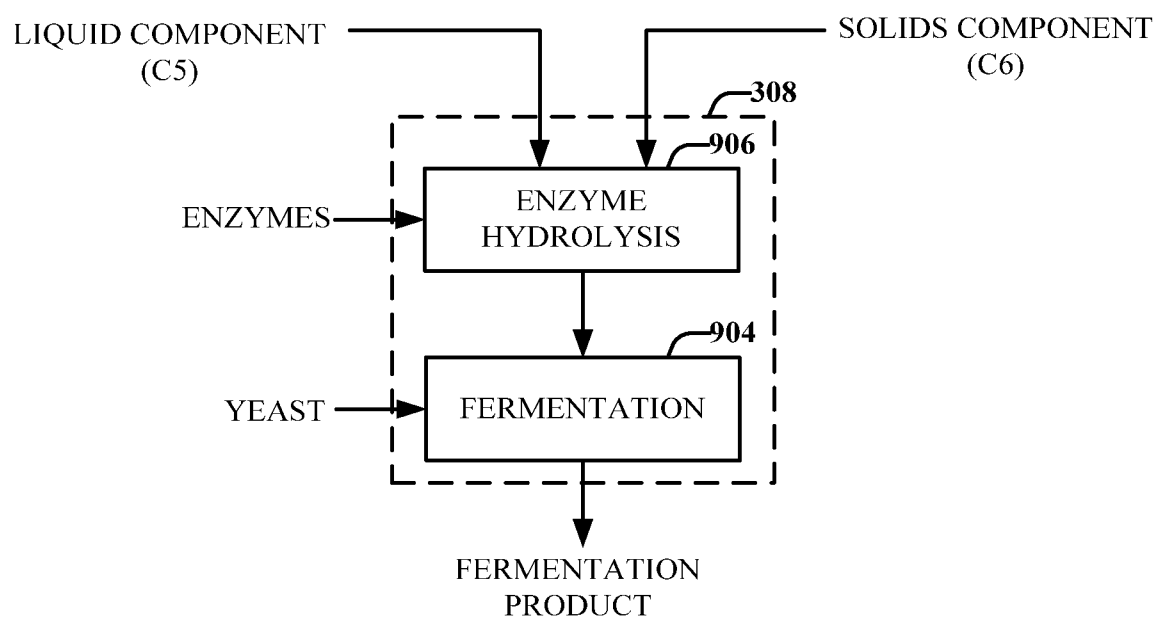 LIQUID COMPONENT
(C5)
SOLIDS COMPONENT
(C6)
308
906
ENZYMES
ENZYME
HYDROLYSIS
904
YEAST
FERMENTATION
FERMENTATION
PRODUCT